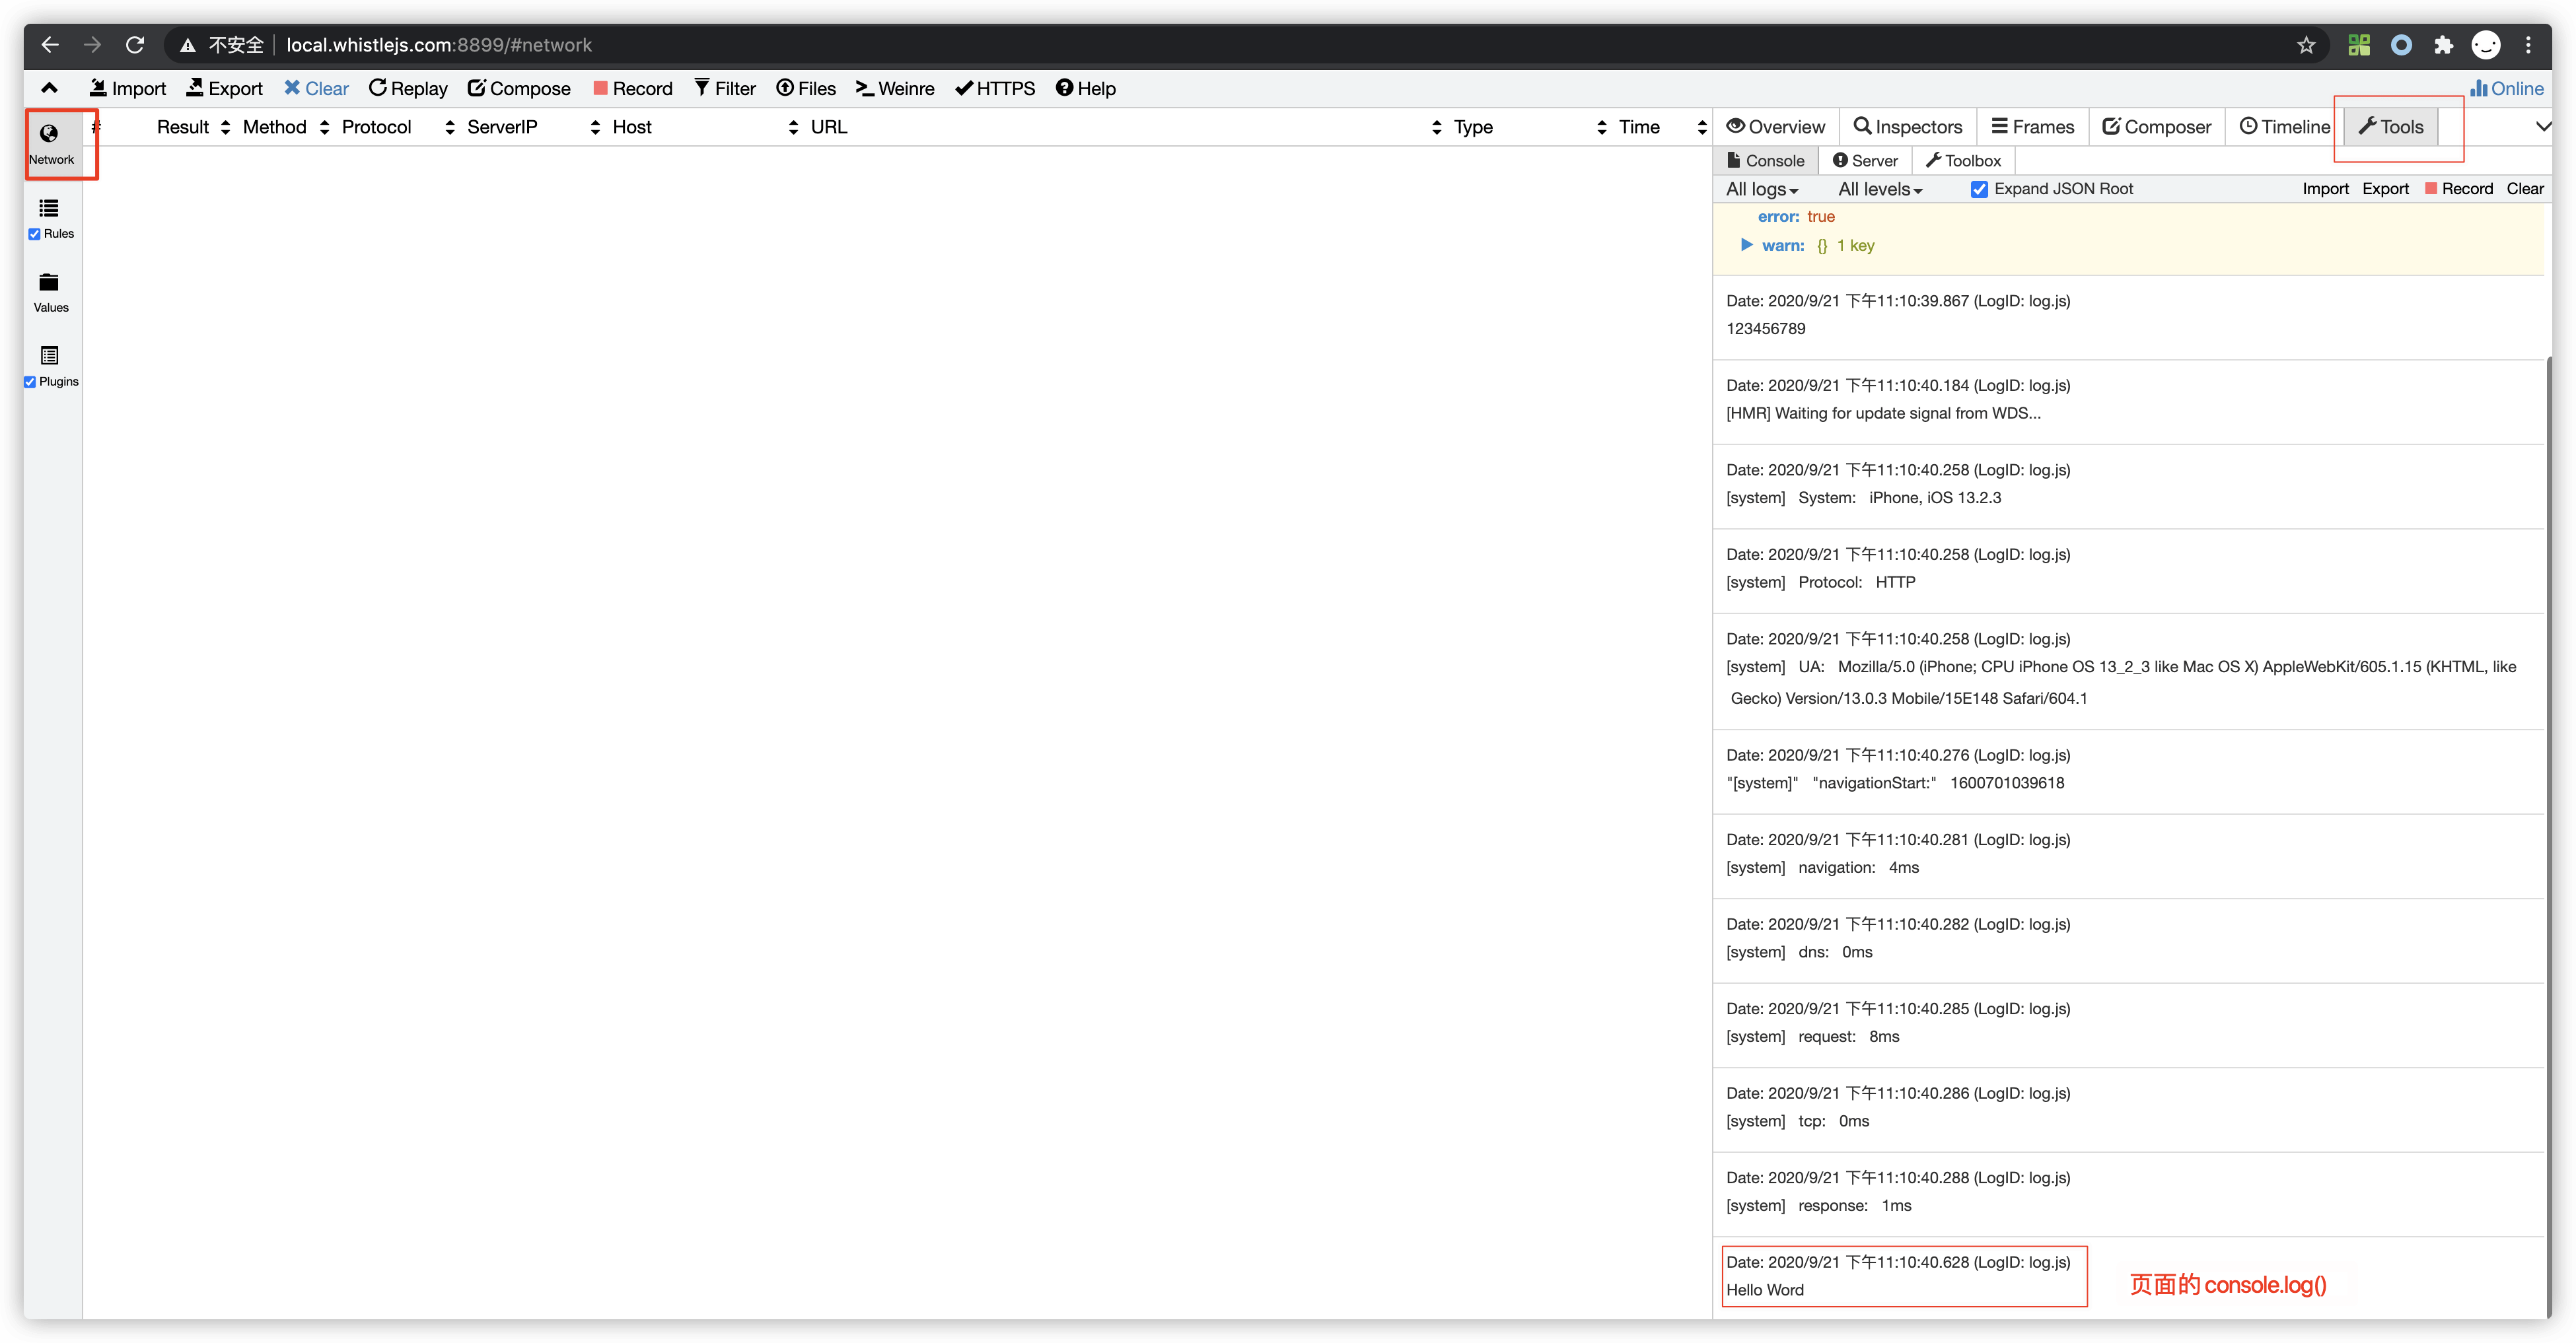 不安全 local.whistlejs.com:8899/#network
Import Export Clear Replay Compose Record Filter Files Weinre HTTPS Help Online
Network
Rules
Values
Plugins
# Result Method Protocol ServerIP Host URL Type Time
Overview Inspectors Frames Composer Timeline Tools
Console Server Toolbox
All logs All levels Expand JSON Root Import Export Record Clear
error: true
warn: {} 1 key
Date: 2020/9/21 下午11:10:39.867 (LogID: log.js)
123456789
Date: 2020/9/21 下午11:10:40.184 (LogID: log.js)
[HMR] Waiting for update signal from WDS...
Date: 2020/9/21 下午11:10:40.258 (LogID: log.js)
[system] System: iPhone, iOS 13.2.3
Date: 2020/9/21 下午11:10:40.258 (LogID: log.js)
[system] Protocol: HTTP
Date: 2020/9/21 下午11:10:40.258 (LogID: log.js)
[system] UA: Mozilla/5.0 (iPhone; CPU iPhone OS 13_2_3 like Mac OS X) AppleWebKit/605.1.15 (KHTML, like
Gecko) Version/13.0.3 Mobile/15E148 Safari/604.1
Date: 2020/9/21 下午11:10:40.276 (LogID: log.js)
"[system]" "navigationStart:" 1600701039618
Date: 2020/9/21 下午11:10:40.281 (LogID: log.js)
[system] navigation: 4ms
Date: 2020/9/21 下午11:10:40.282 (LogID: log.js)
[system] dns: 0ms
Date: 2020/9/21 下午11:10:40.285 (LogID: log.js)
[system] request: 8ms
Date: 2020/9/21 下午11:10:40.286 (LogID: log.js)
[system] tcp: 0ms
Date: 2020/9/21 下午11:10:40.288 (LogID: log.js)
[system] response: 1ms
Date: 2020/9/21 下午11:10:40.628 (LogID: log.js)
Hello Word
页面的 console.log()